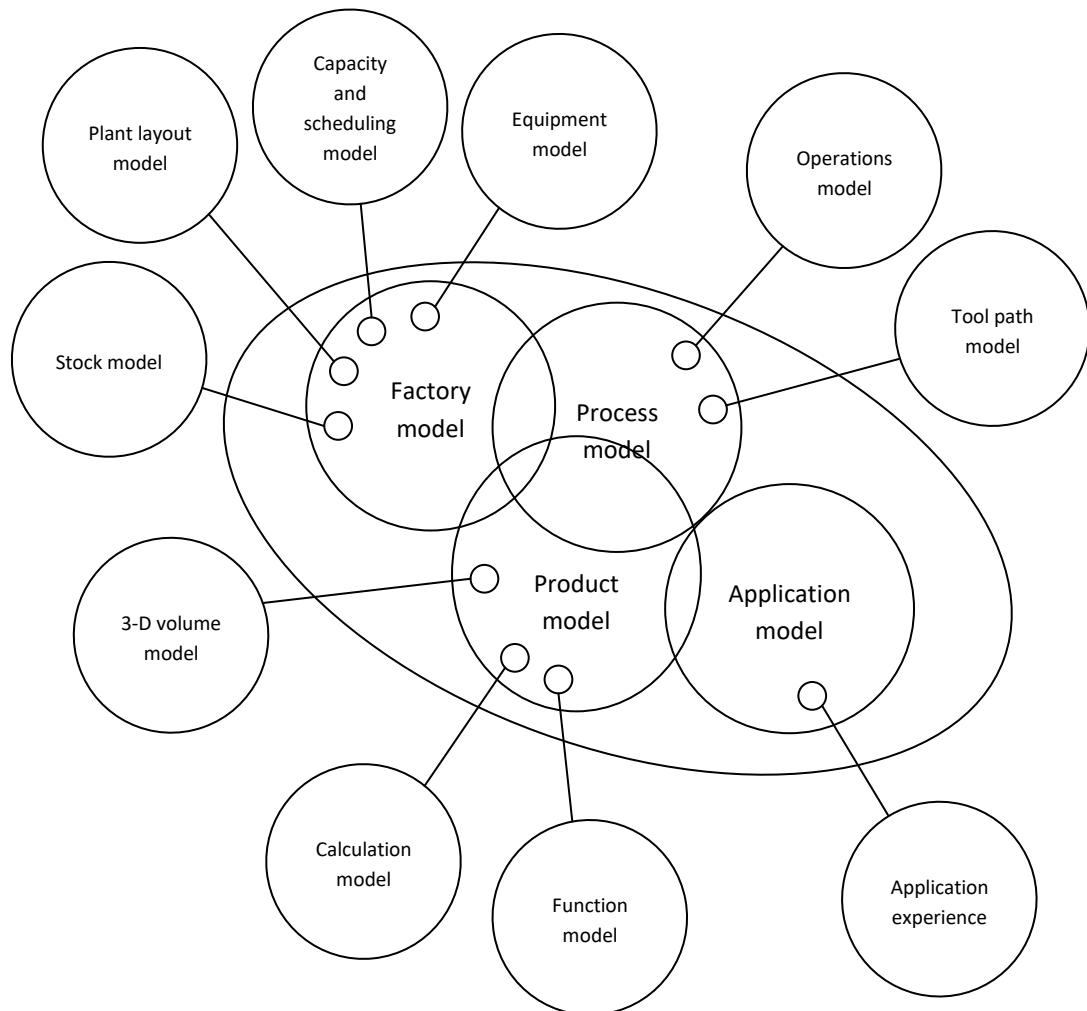 Capacity
and
scheduling
model
Plant layout
model
Equipment
model
Operations
model
Stock model
Tool path
model
Factory
model
Process
model
Product
model
Application
model
3-D volume
model
Calculation
model
Function
model
Application
experience